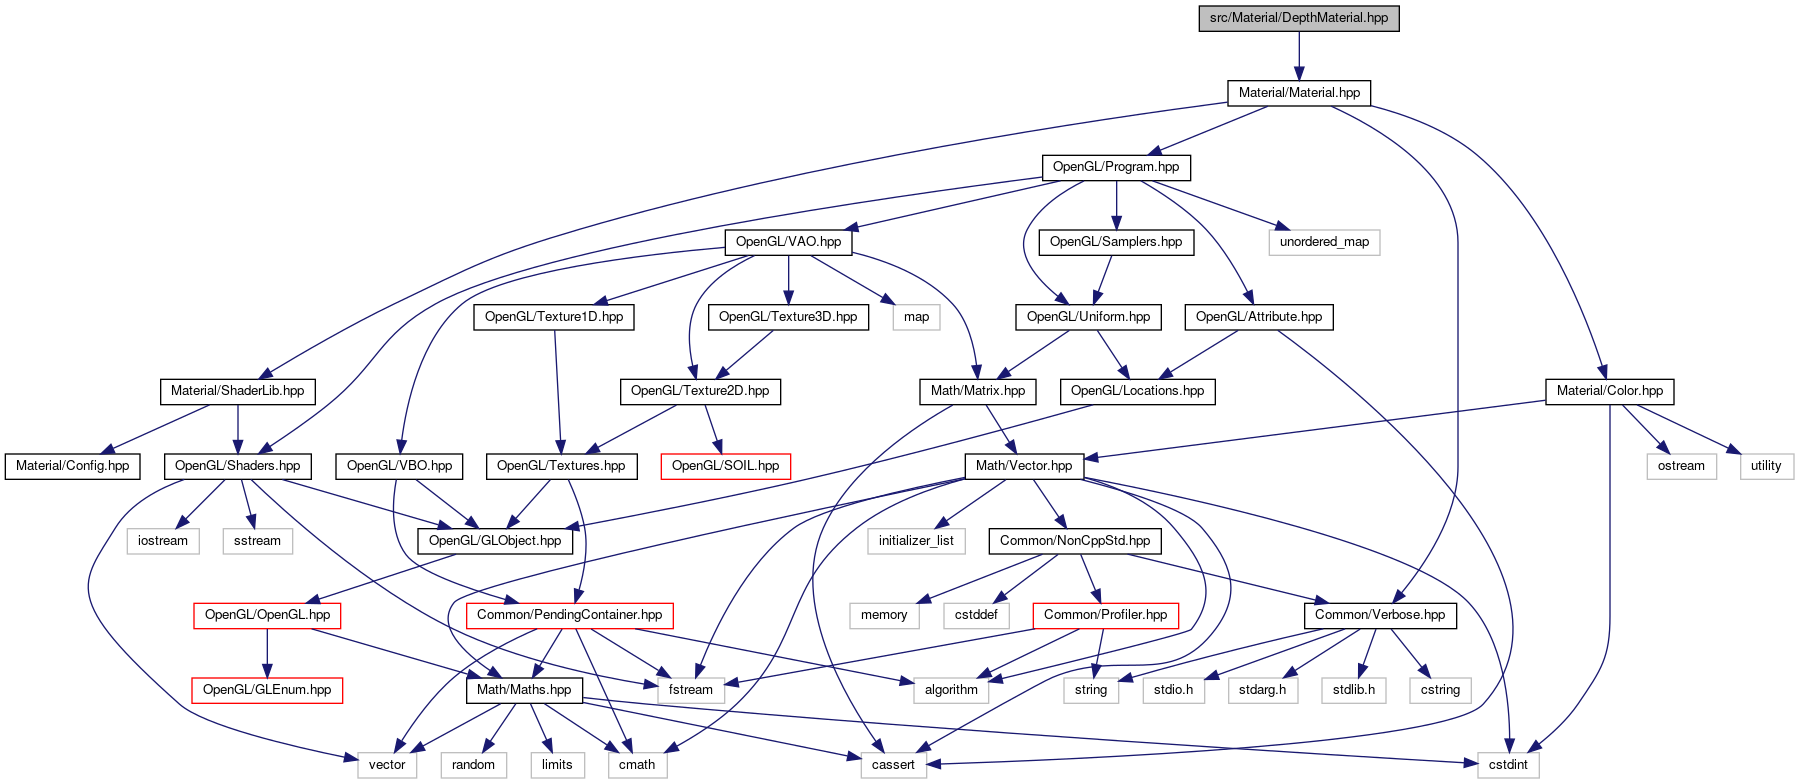 src/Material/DepthMaterial.hpp
Material/Material.hpp
OpenGL/Program.hpp
OpenGL/VAO.hpp
OpenGL/Samplers.hpp
unordered_map
OpenGL/Texture1D.hpp
OpenGL/Texture3D.hpp
map
OpenGL/Uniform.hpp
OpenGL/Attribute.hpp
Material/ShaderLib.hpp
OpenGL/Texture2D.hpp
Math/Matrix.hpp
OpenGL/Locations.hpp
Material/Color.hpp
Material/Config.hpp
OpenGL/Shaders.hpp
OpenGL/VBO.hpp
OpenGL/Textures.hpp
OpenGL/SOIL.hpp
Math/Vector.hpp
ostream
utility
iostream
sstream
OpenGL/GLObject.hpp
initializer_list
Common/NonCppStd.hpp
OpenGL/OpenGL.hpp
Common/PendingContainer.hpp
memory
cstddef
Common/Profiler.hpp
Common/Verbose.hpp
OpenGL/GLEnum.hpp
Math/Maths.hpp
fstream
algorithm
string
stdio.h
stdarg.h
stdlib.h
cstring
vector
random
limits
cmath
cassert
cstdint